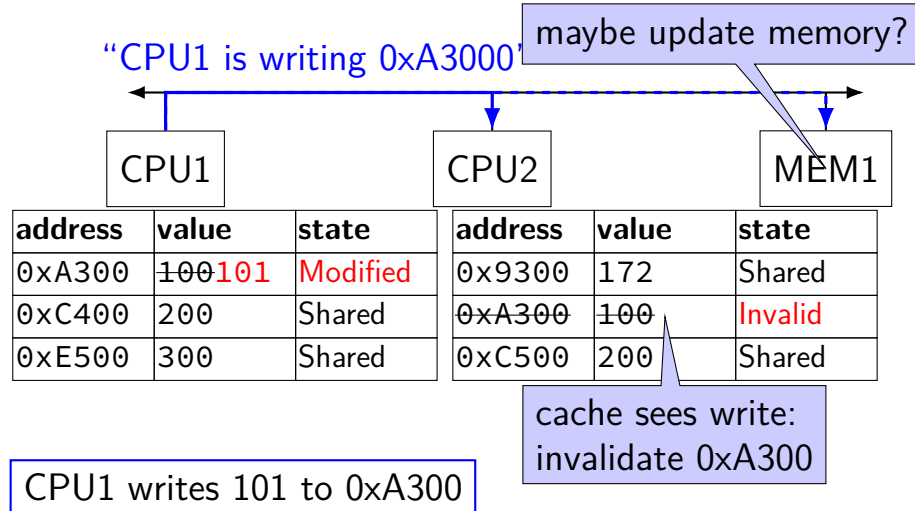 maybe update memory?
“CPU1 is writing 0xA3000”
CPU1
CPU2
MEM1
address value state
0xA300 100101 Modified
0xC400 200 Shared
0xE500 300 Shared
address value state
0x9300 172 Shared
0xA300 100 Invalid
0xC500 200 Shared
cache sees write:
invalidate 0xA300
CPU1 writes 101 to 0xA300